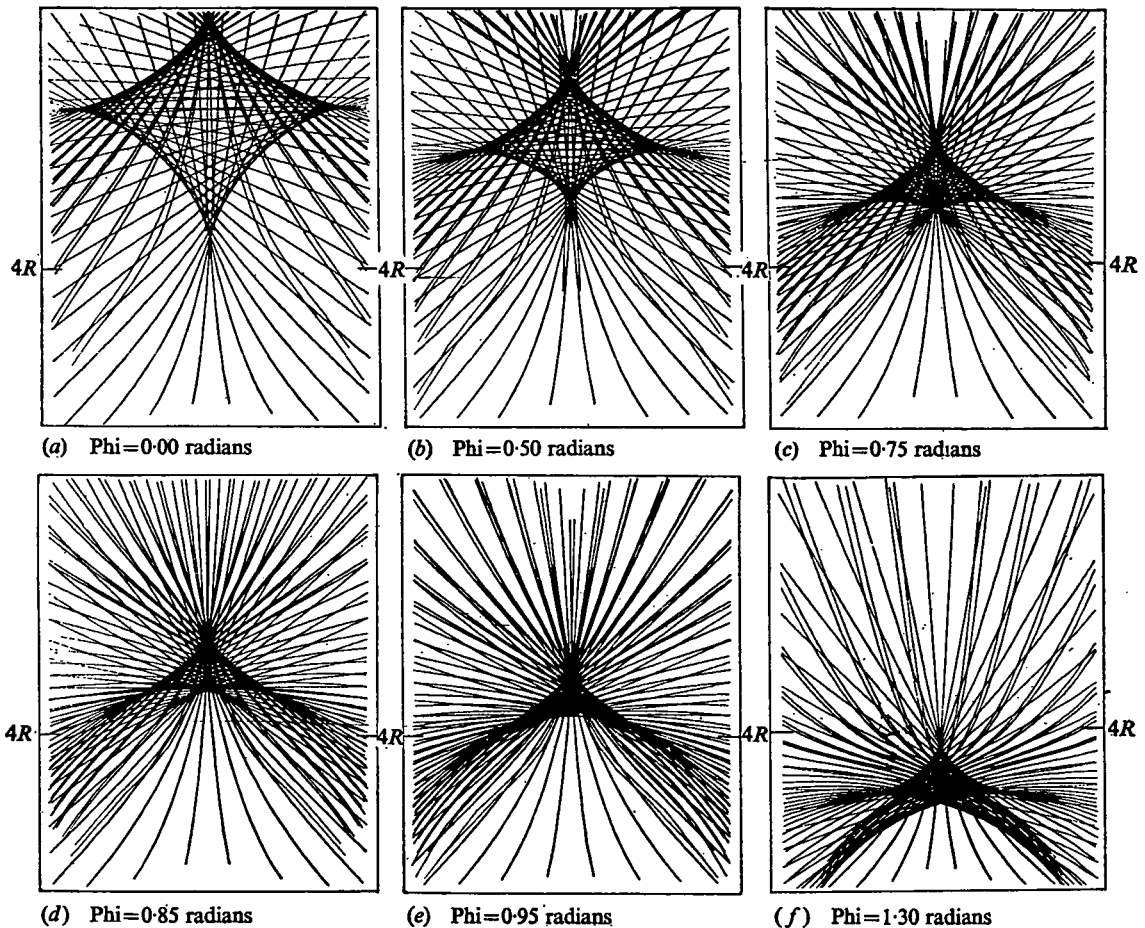 4R 4R 4R
(a) Phi=0·00 radians (b) Phi=0·50 radians (c) Phi=0·75 radians
4R 4R 4R
(d) Phi=0·85 radians (e) Phi=0·95 radians (f) Phi=1·30 radians